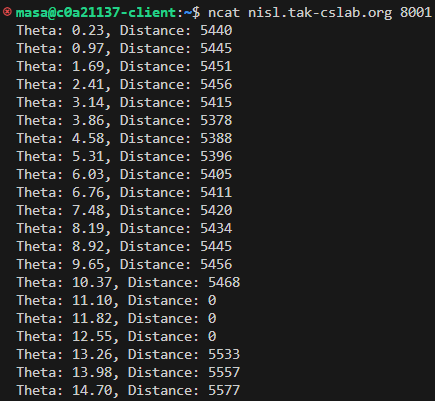 masa@c0a21137-client:~$ ncat nisl.tak-cslab.org 8001
Theta: 0.23, Distance: 5440
Theta: 0.97, Distance: 5445
Theta: 1.69, Distance: 5451
Theta: 2.41, Distance: 5456
Theta: 3.14, Distance: 5415
Theta: 3.86, Distance: 5378
Theta: 4.58, Distance: 5388
Theta: 5.31, Distance: 5396
Theta: 6.03, Distance: 5405
Theta: 6.76, Distance: 5411
Theta: 7.48, Distance: 5420
Theta: 8.19, Distance: 5434
Theta: 8.92, Distance: 5445
Theta: 9.65, Distance: 5456
Theta: 10.37, Distance: 5468
Theta: 11.10, Distance: 0
Theta: 11.82, Distance: 0
Theta: 12.55, Distance: 0
Theta: 13.26, Distance: 5533
Theta: 13.98, Distance: 5557
Theta: 14.70, Distance: 5577